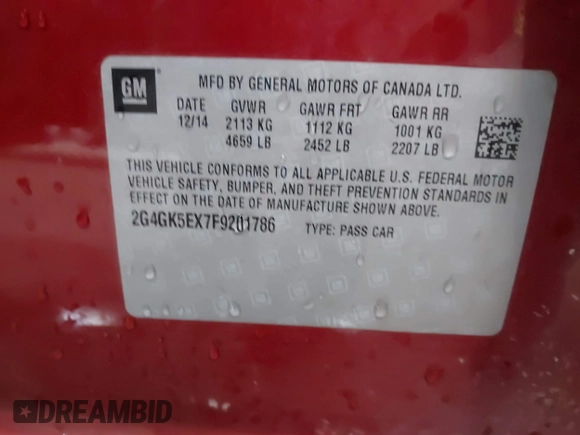 GM
MFD BY GENERAL MOTORS OF CANADA LTD.
DATE GVWR GAWR FRT GAWR RR
12/14 2113 KG 1112 KG 1001 KG
4659 LB 2452 LB 2207 LB
THIS VEHICLE CONFORMS TO ALL APPLICABLE U.S. FEDERAL MOTOR
VEHICLE SAFETY, BUMPER, AND THEFT PREVENTION STANDARDS IN
EFFECT ON THE DATE OF MANUFACTURE SHOWN ABOVE.
2G4GK5EX7F9201786 TYPE: PASS CAR
DREAMBID